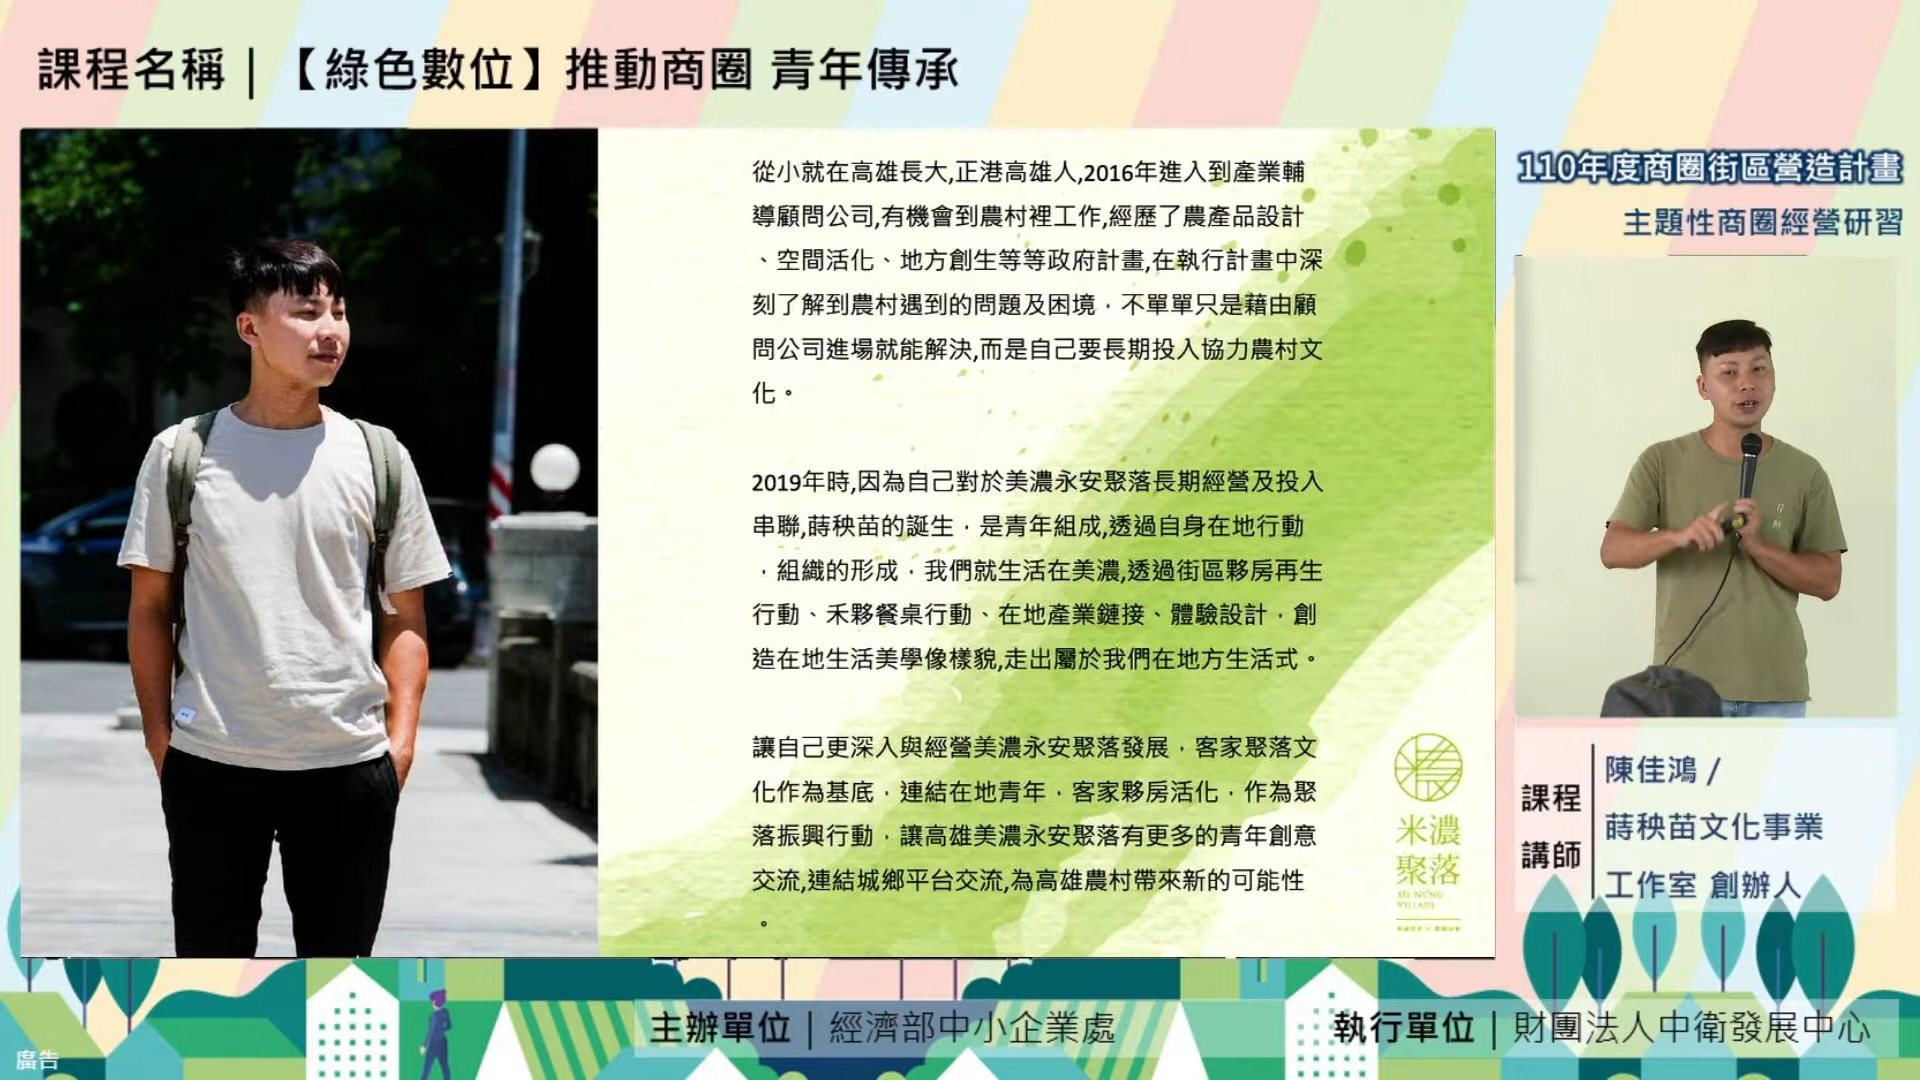 課程名稱｜【綠色數位】推動商圈 青年傳承
從小就在高雄長大,正港高雄人,2016年進入到產業輔
導顧問公司,有機會到農村裡工作,經歷了農產品設計
、空間活化、地方創生等等政府計畫,在執行計畫中深
刻了解到農村遇到的問題及困境，不單單只是藉由顧
問公司進場就能解決,而是自己要長期投入協力農村文
化。
2019年時,因為自己對於美濃永安聚落長期經營及投入
串聯,蒔秧苗的誕生，是青年組成,透過自身在地行動
，組織的形成，我們就生活在美濃,透過街區夥房再生
行動、禾夥餐桌行動、在地產業鏈接、體驗設計，創
造在地生活美學像樣貌,走出屬於我們在地方生活式。
讓自己更深入與經營美濃永安聚落發展，客家聚落文
化作為基底，連結在地青年，客家夥房活化，作為聚
落振興行動，讓高雄美濃永安聚落有更多的青年創意
交流,連結城鄉平台交流,為高雄農村帶來新的可能性
。
米濃
聚落
110年度商圈街區營造計畫
主題性商圈經營研習
課程
講師
陳佳鴻 /
蒔秧苗文化事業
工作室 創辦人
主辦單位｜經濟部中小企業處
執行單位｜財團法人中衛發展中心
廣告